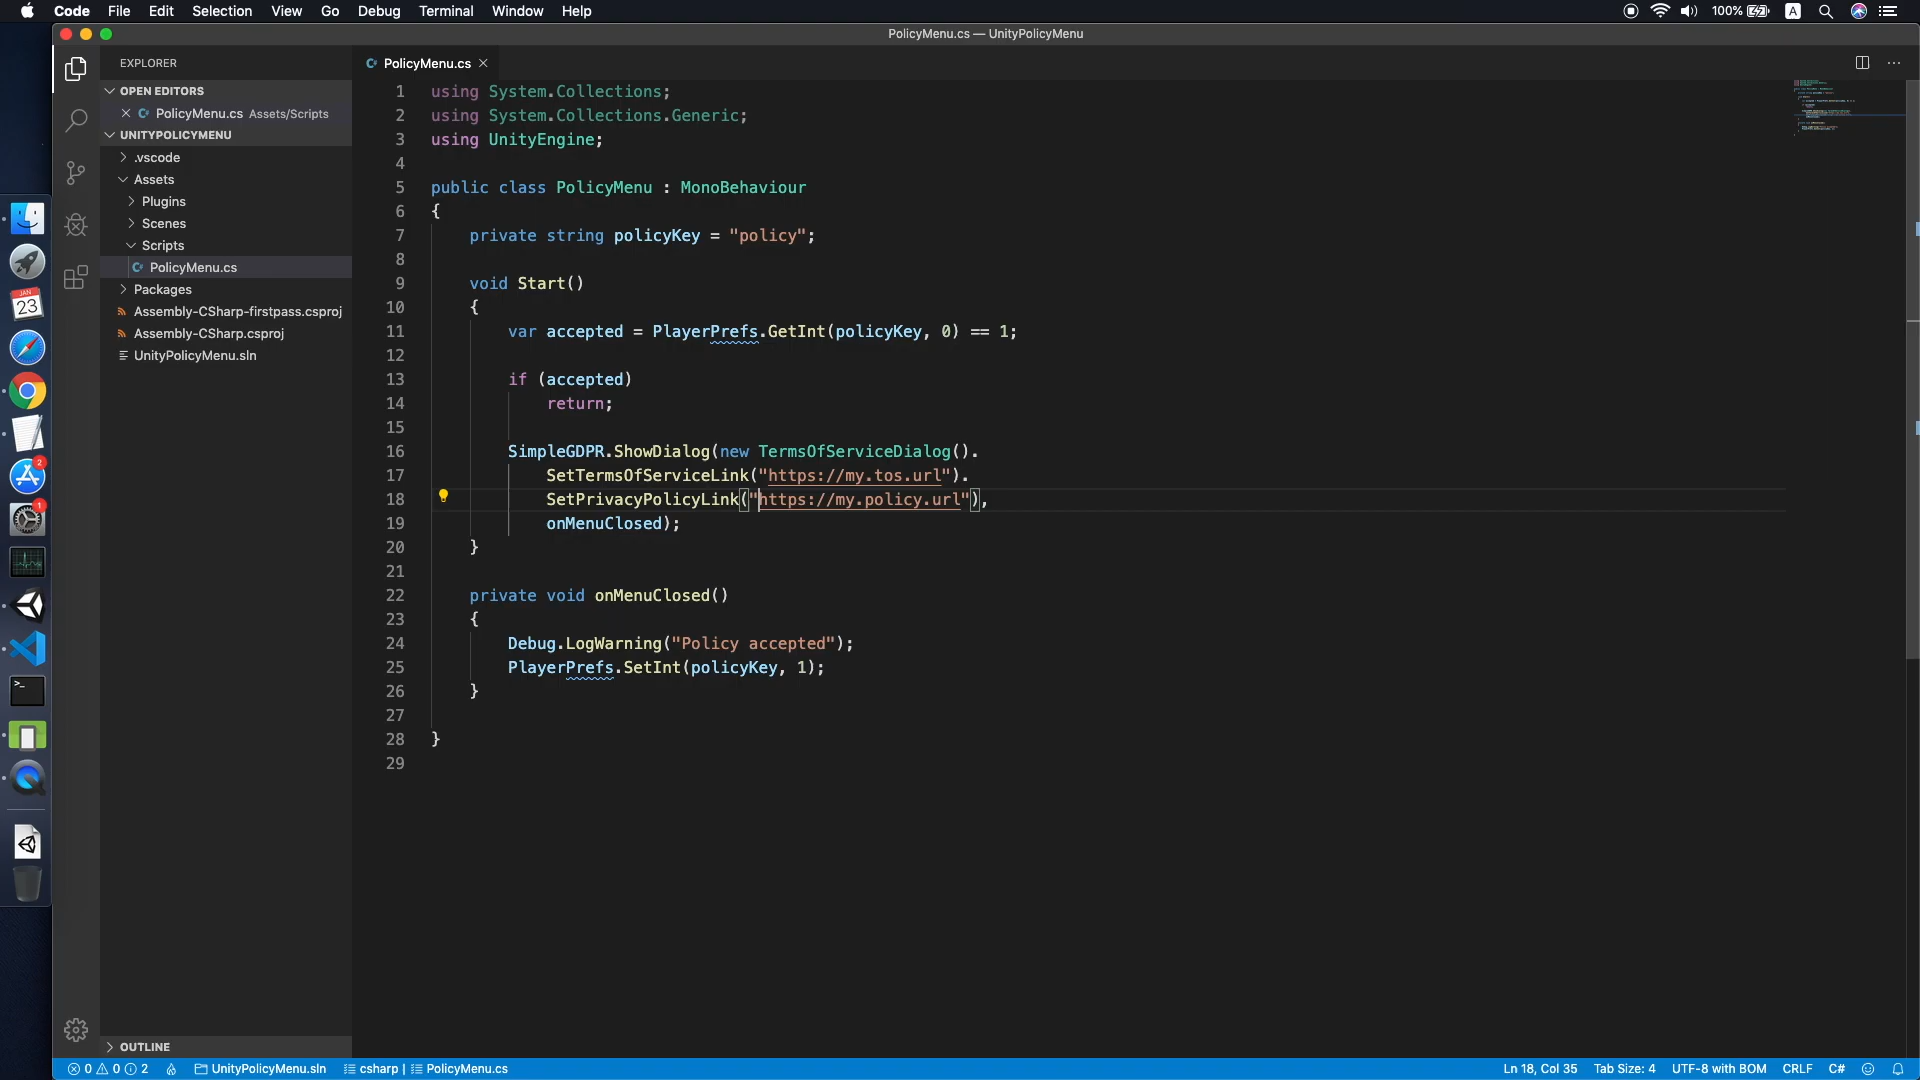 Code File Edit Selection View Go Debug Terminal Window Help
100%
A
PolicyMenu.cs — UnityPolicyMenu
EXPLORER
OPEN EDITORS
PolicyMenu.cs Assets/Scripts
UNITYPOLICYMENU
.vscode
Assets
Plugins
Scenes
Scripts
PolicyMenu.cs
Packages
Assembly-CSharp-firstpass.csproj
Assembly-CSharp.csproj
UnityPolicyMenu.sln
OUTLINE
JAN
23
2
1
PolicyMenu.cs
1 using System.Collections;
2 using System.Collections.Generic;
3 using UnityEngine;
4
5 public class PolicyMenu : MonoBehaviour
6 {
7 private string policyKey = "policy";
8
9 void Start()
10 {
11 var accepted = PlayerPrefs.GetInt(policyKey, 0) == 1;
12
13 if (accepted)
14 return;
15
16 SimpleGDPR.ShowDialog(new TermsOfServiceDialog().
17 SetTermsOfServiceLink("https://my.tos.url").
18 SetPrivacyPolicyLink("https://my.policy.url"),
19 onMenuClosed);
20 }
21
22 private void onMenuClosed()
23 {
24 Debug.LogWarning("Policy accepted");
25 PlayerPrefs.SetInt(policyKey, 1);
26 }
27
28 }
29
0 0 2 UnityPolicyMenu.sln csharp | PolicyMenu.cs Ln 18, Col 35 Tab Size: 4 UTF-8 with BOM CRLF C#